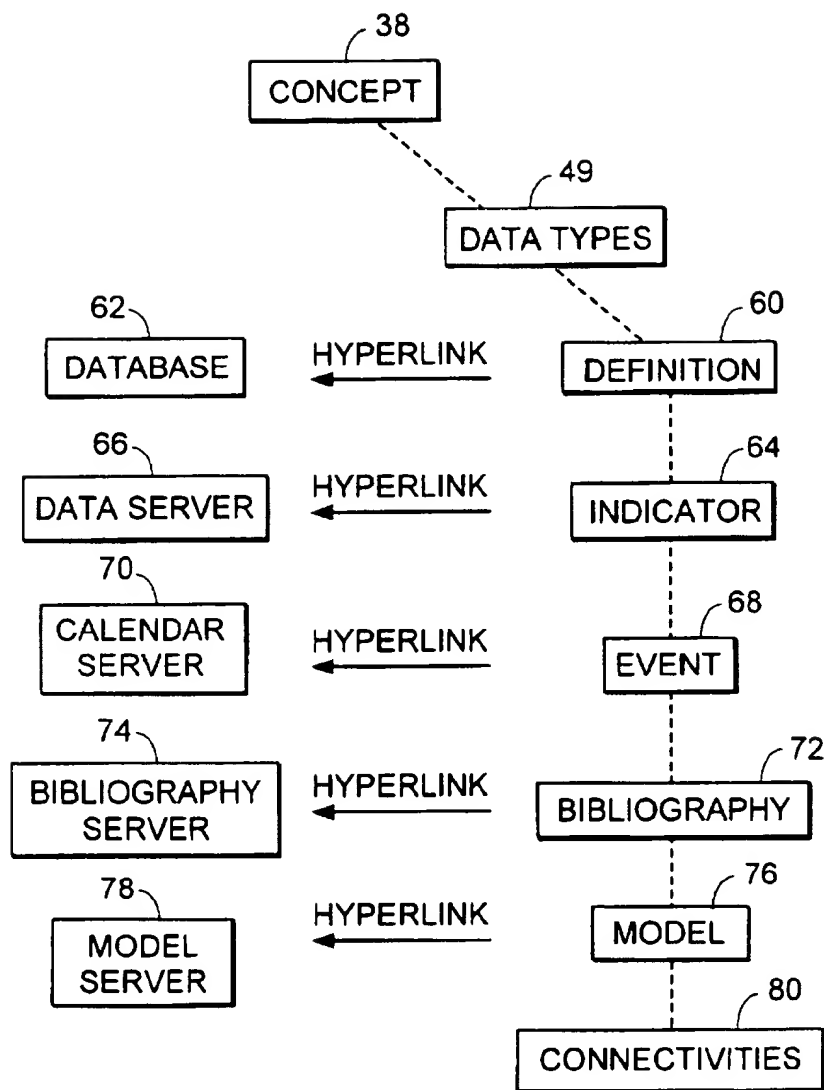 38
CONCEPT
49
DATA TYPES
62
60
DATABASE
HYPERLINK
DEFINITION
66
64
DATA SERVER
HYPERLINK
INDICATOR
70
68
CALENDAR
SERVER
HYPERLINK
EVENT
74
72
BIBLIOGRAPHY
SERVER
HYPERLINK
BIBLIOGRAPHY
78
76
MODEL
SERVER
HYPERLINK
MODEL
80
CONNECTIVITIES